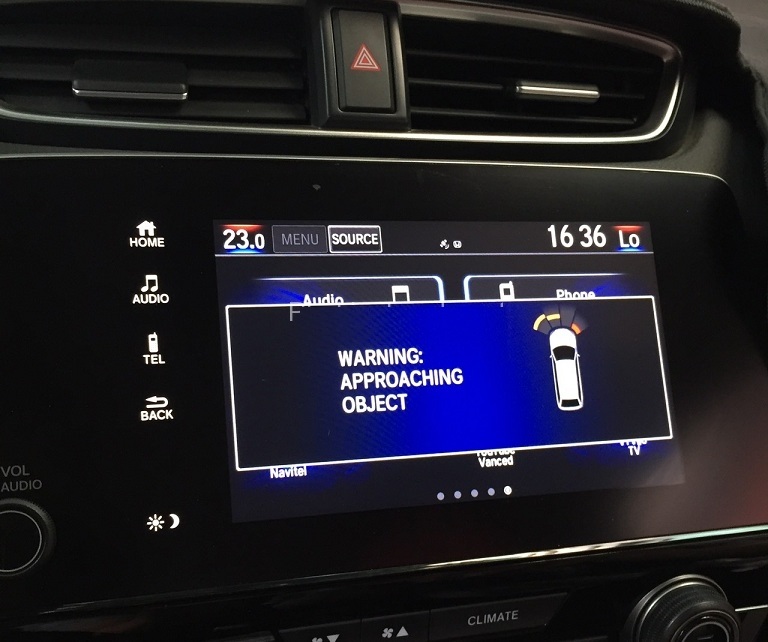 23.0 MENU SOURCE 16 36 Lo
HOME
Audio Phone
AUDIO
F
WARNING:
APPROACHING
OBJECT
TEL
BACK
Navitel
Vanced
TV
VOL
AUDIO
CLIMATE